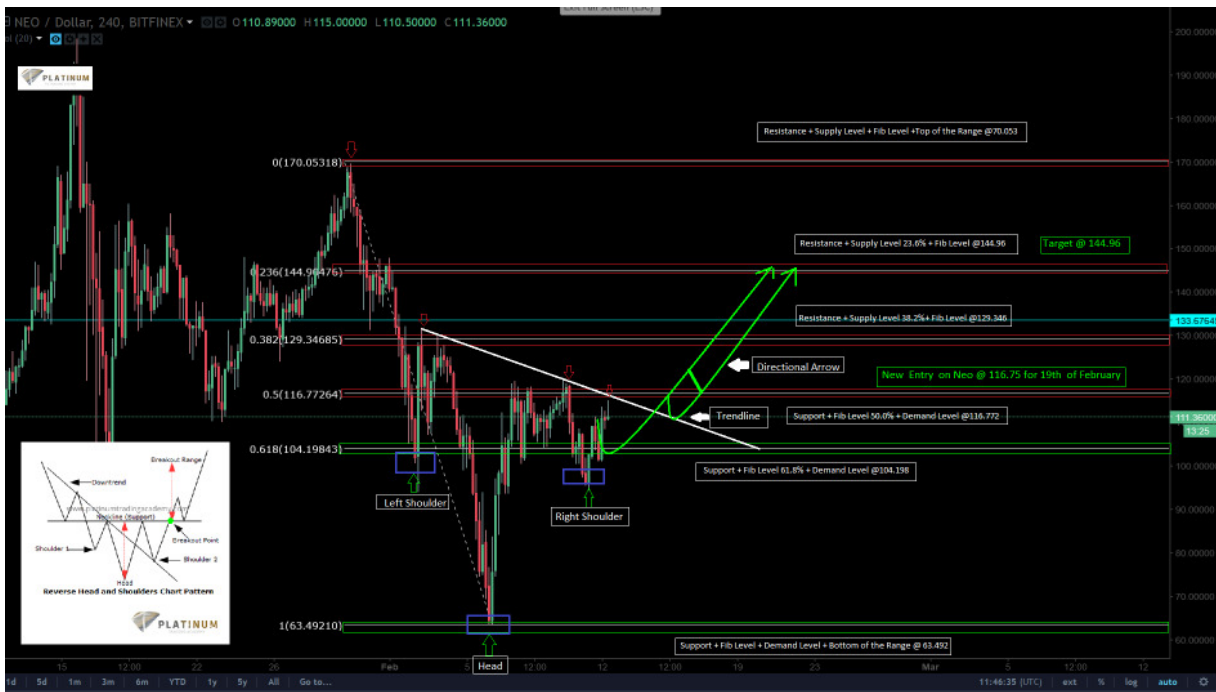 NEO / Dollar, 240, BITFINEX
O110.89000 H115.00000 L110.50000 C111.36000
(20)
PLATINUM
200.00000
190.00000
180.00000
170.00000
160.00000
150.00000
140.00000
133.6764
130.00000
120.00000
111.36000
13:25
100.00000
90.00000
80.00000
70.00000
60.00000
Resistance + Supply Level + Fib Level +Top of the Range @70.053
0(170.05318)
Resistance + Supply Level 23.6% + Fib Level @144.96
Target @ 144.96
0.236(144.96476)
Resistance + Supply Level 38.2%+ Fib Level @129.346
0.382(129.34685)
Directional Arrow
New Entry on Neo @ 116.75 for 19th of February
0.5(116.77264)
Trendline
Support + Fib Level 50.0% + Demand Level @116.772
0.618(104.19843)
Support + Fib Level 61.8% + Demand Level @104.198
Left Shoulder
Right Shoulder
1(63.49210)
Support + Fib Level + Demand Level + Bottom of the Range @ 63.492
Head
Breakout Range
Downtrend
Neckline (Support)
Breakout Point
Shoulder 1
Shoulder 2
Head
Reverse Head and Shoulders Chart Pattern
PLATINUM
15 12:00 22 26 Feb 5 12:00 12 12:00 19 23 Mar 5 12:00 12
1d 5d 1m 3m 6m YTD 1y 5y All Go to...
11:46:35 (UTC) ext % log auto